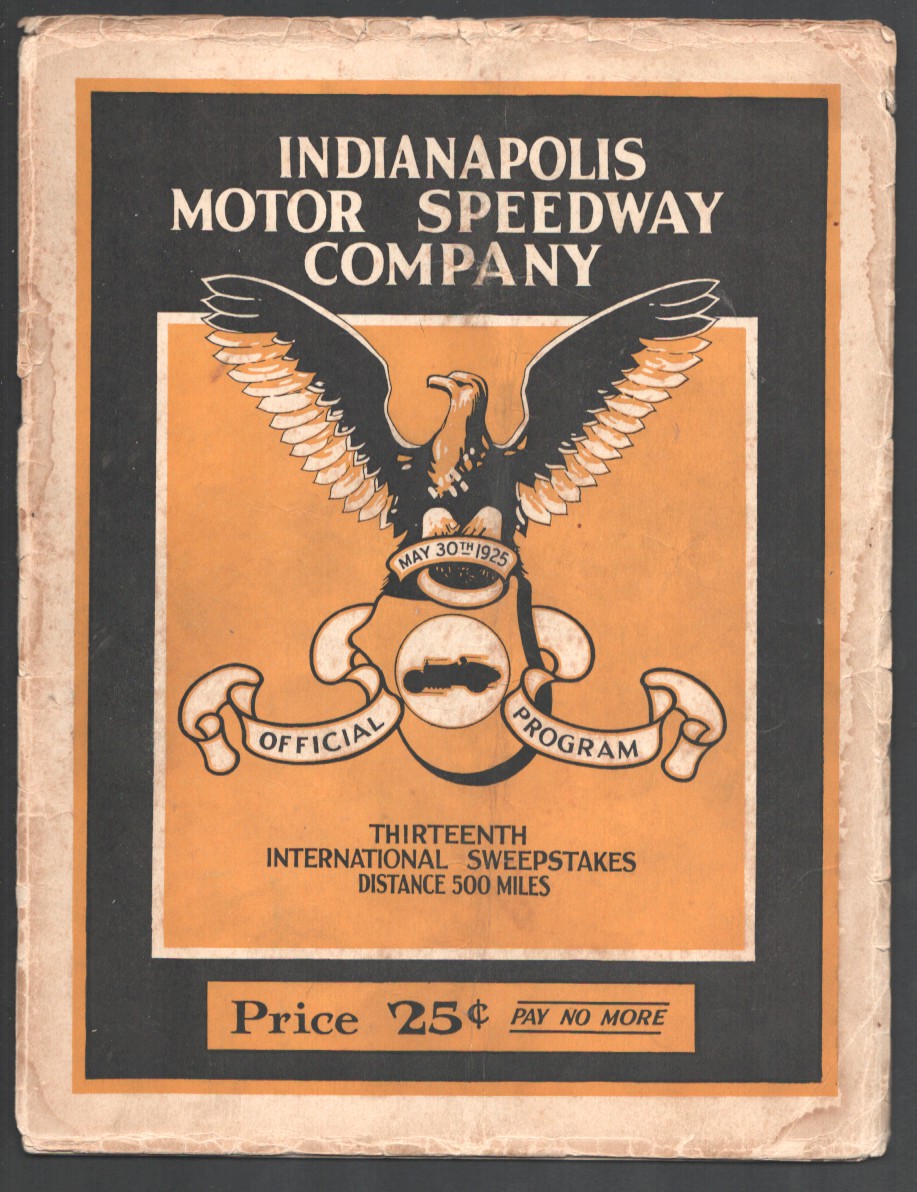 INDIANAPOLIS
MOTOR SPEEDWAY
COMPANY
MAY 30TH 1925
OFFICIAL PROGRAM
THIRTEENTH
INTERNATIONAL SWEEPSTAKES
DISTANCE 500 MILES
Price 25¢ PAY NO MORE